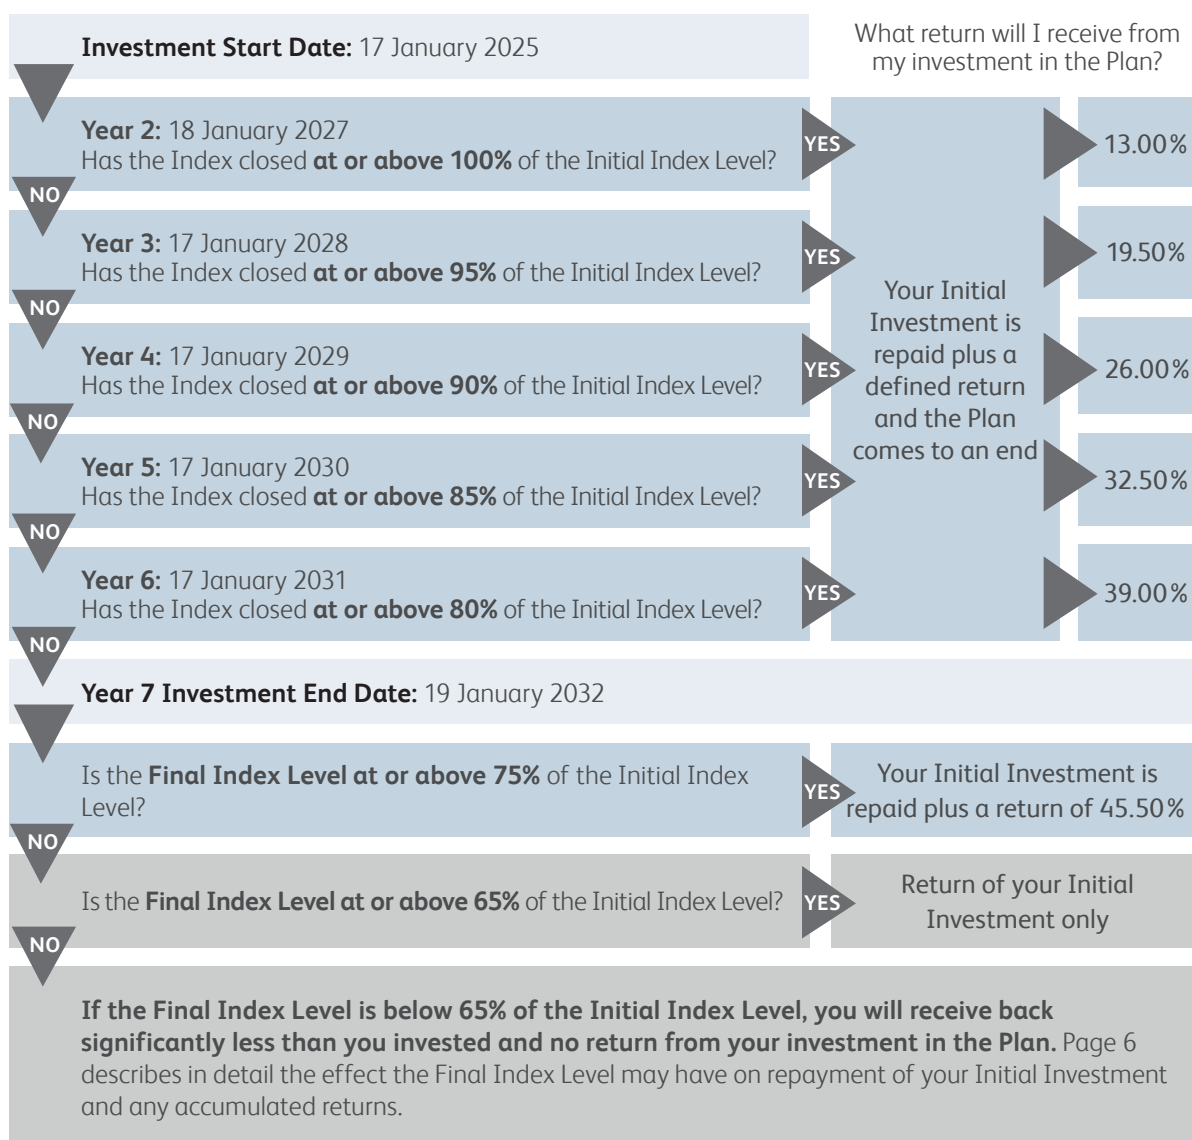 Investment Start Date: 17 January 2025
What return will I receive from
my investment in the Plan?
Year 2: 18 January 2027
Has the Index closed at or above 100% of the Initial Index Level?
YES
13.00%
NO
Year 3: 17 January 2028
Has the Index closed at or above 95% of the Initial Index Level?
YES
19.50%
NO
Year 4: 17 January 2029
Has the Index closed at or above 90% of the Initial Index Level?
YES
Your Initial
Investment is
repaid plus a
defined return
and the Plan
comes to an end
26.00%
NO
Year 5: 17 January 2030
Has the Index closed at or above 85% of the Initial Index Level?
YES
32.50%
NO
Year 6: 17 January 2031
Has the Index closed at or above 80% of the Initial Index Level?
YES
39.00%
NO
Year 7 Investment End Date: 19 January 2032
Is the Final Index Level at or above 75% of the Initial Index
Level?
YES
Your Initial Investment is
repaid plus a return of 45.50%
NO
Is the Final Index Level at or above 65% of the Initial Index Level?
YES
Return of your Initial
Investment only
NO
If the Final Index Level is below 65% of the Initial Index Level, you will receive back
significantly less than you invested and no return from your investment in the Plan. Page 6
describes in detail the effect the Final Index Level may have on repayment of your Initial Investment
and any accumulated returns.